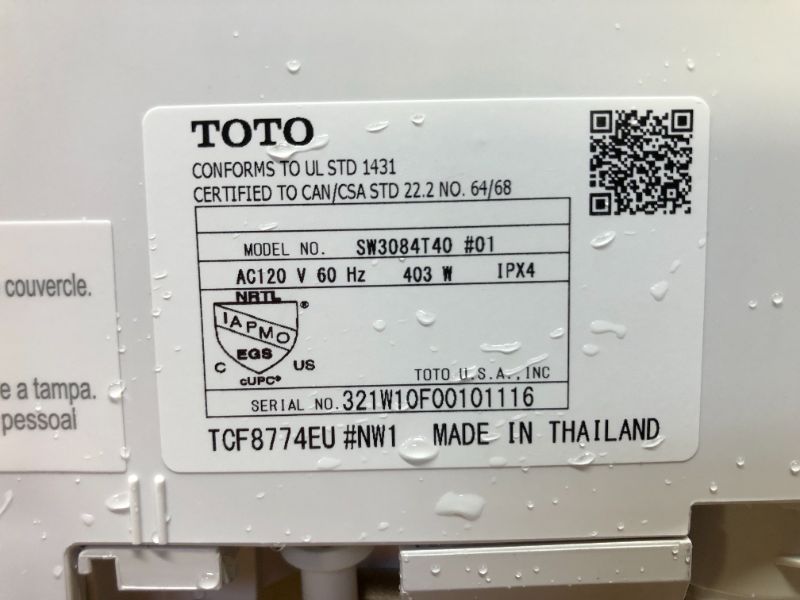 TOTO
CONFORMS TO UL STD 1431
CERTIFIED TO CAN/CSA STD 22.2 NO. 64/68
MODEL NO. SW3084T40 #01
AC120 V 60 Hz 403 W IPX4
NRTL
®
IAPMO
EGS
C US
cUPC®
TOTO U.S.A., INC
SERIAL NO. 321W10F00101116
TCF8774EU #NW1 MADE IN THAILAND
couvercle.
e a tampa.
pessoal